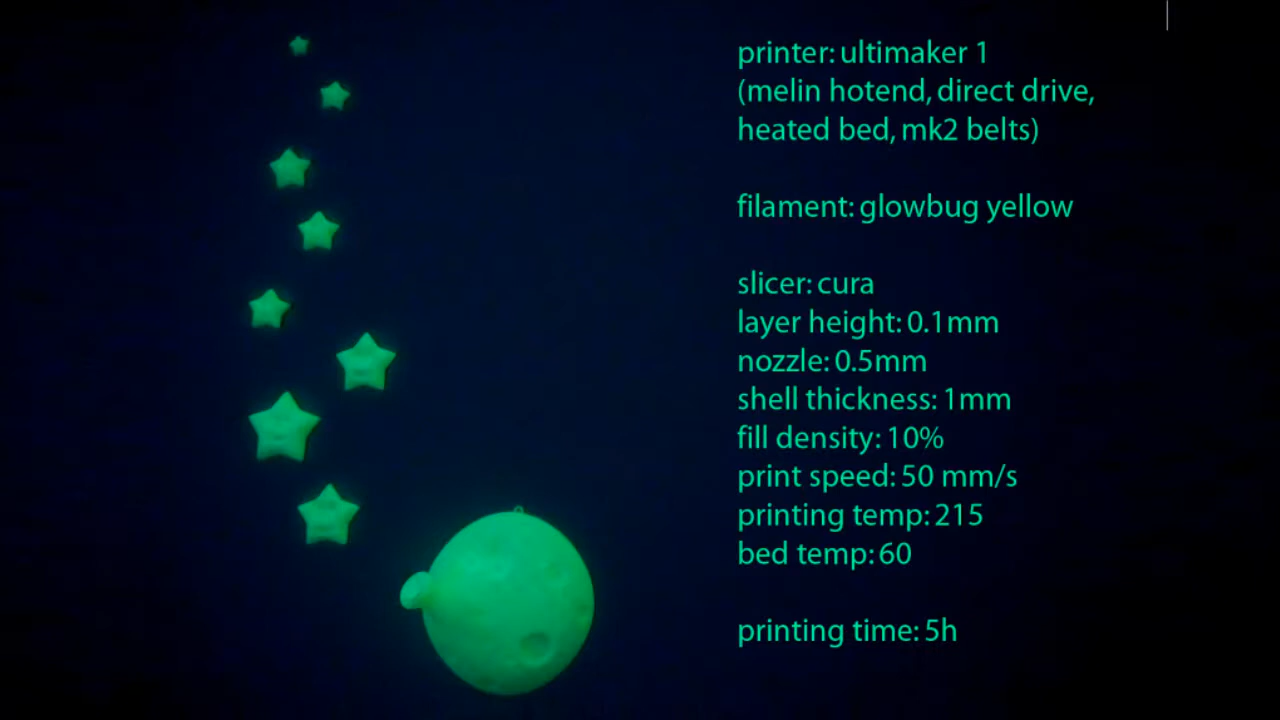 printer: ultimaker 1
(melin hotend, direct drive,
heated bed, mk2 belts)
filament: glowbug yellow
slicer: cura
layer height: 0.1mm
nozzle: 0.5mm
shell thickness: 1mm
fill density: 10%
print speed: 50 mm/s
printing temp: 215
bed temp: 60
printing time: 5h